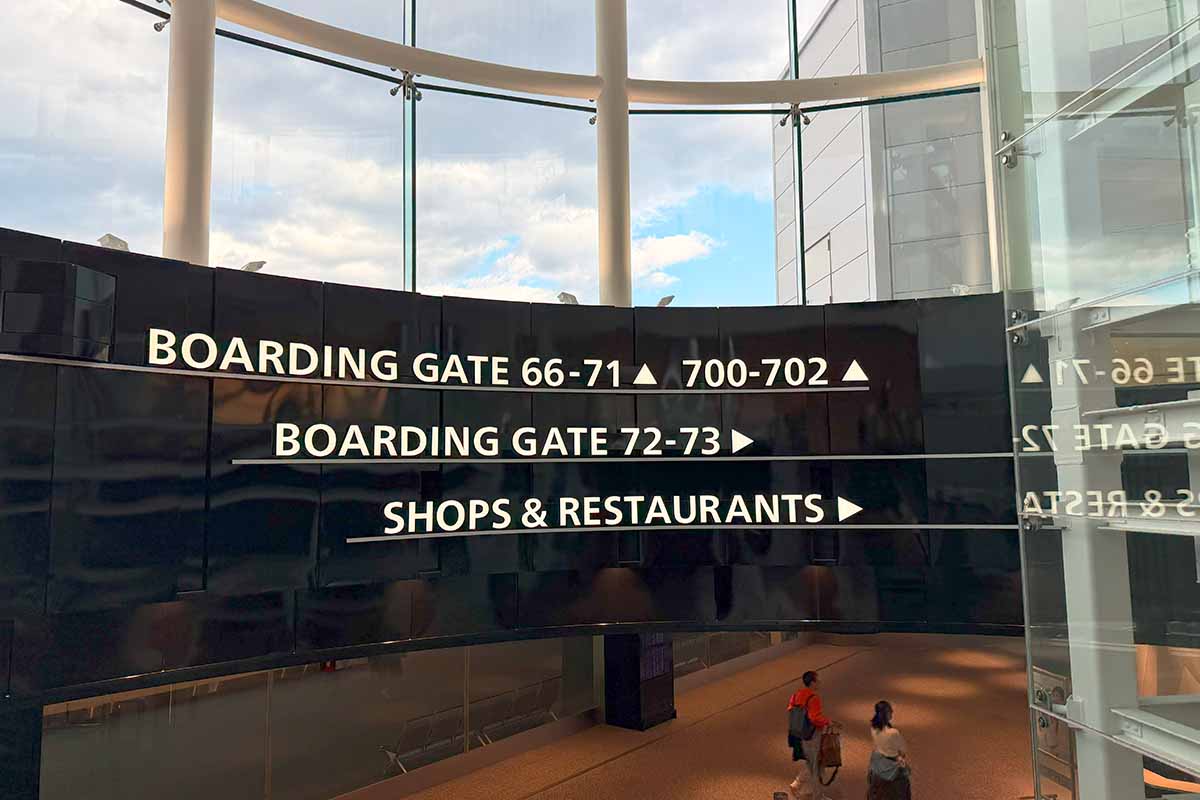 BOARDING GATE 66-71▲ 700-702 ▲
BOARDING GATE 72-73 ▶
SHOPS & RESTAURANTS ▶